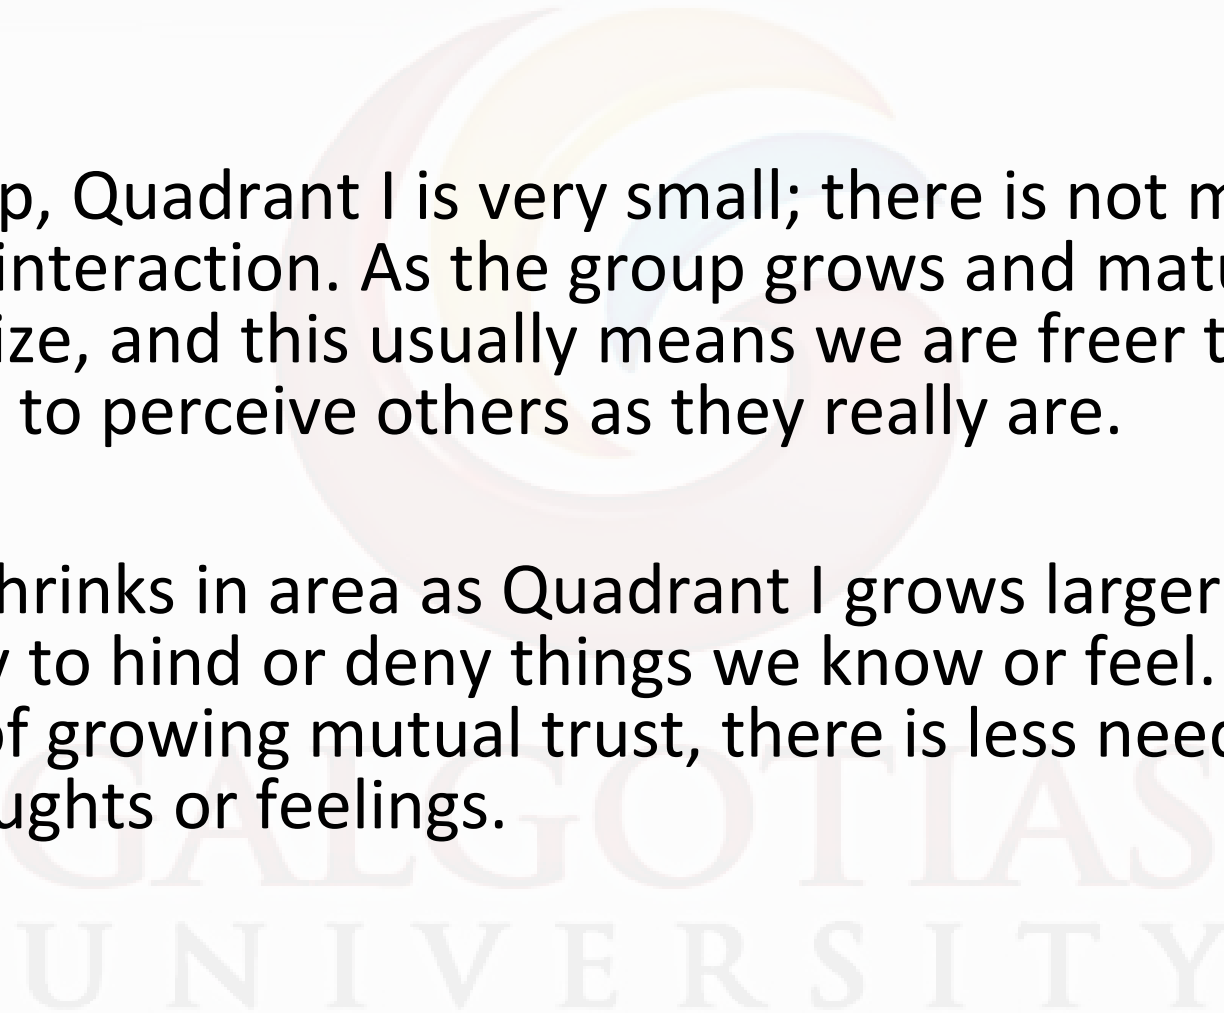 p, Quadrant I is very small; there is not m
interaction. As the group grows and matu
ize, and this usually means we are freer t
to perceive others as they really are.
hrinks in area as Quadrant I grows larger
y to hind or deny things we know or feel.
of growing mutual trust, there is less need
ughts or feelings.
GALGOTIAS
UNIVERSITY